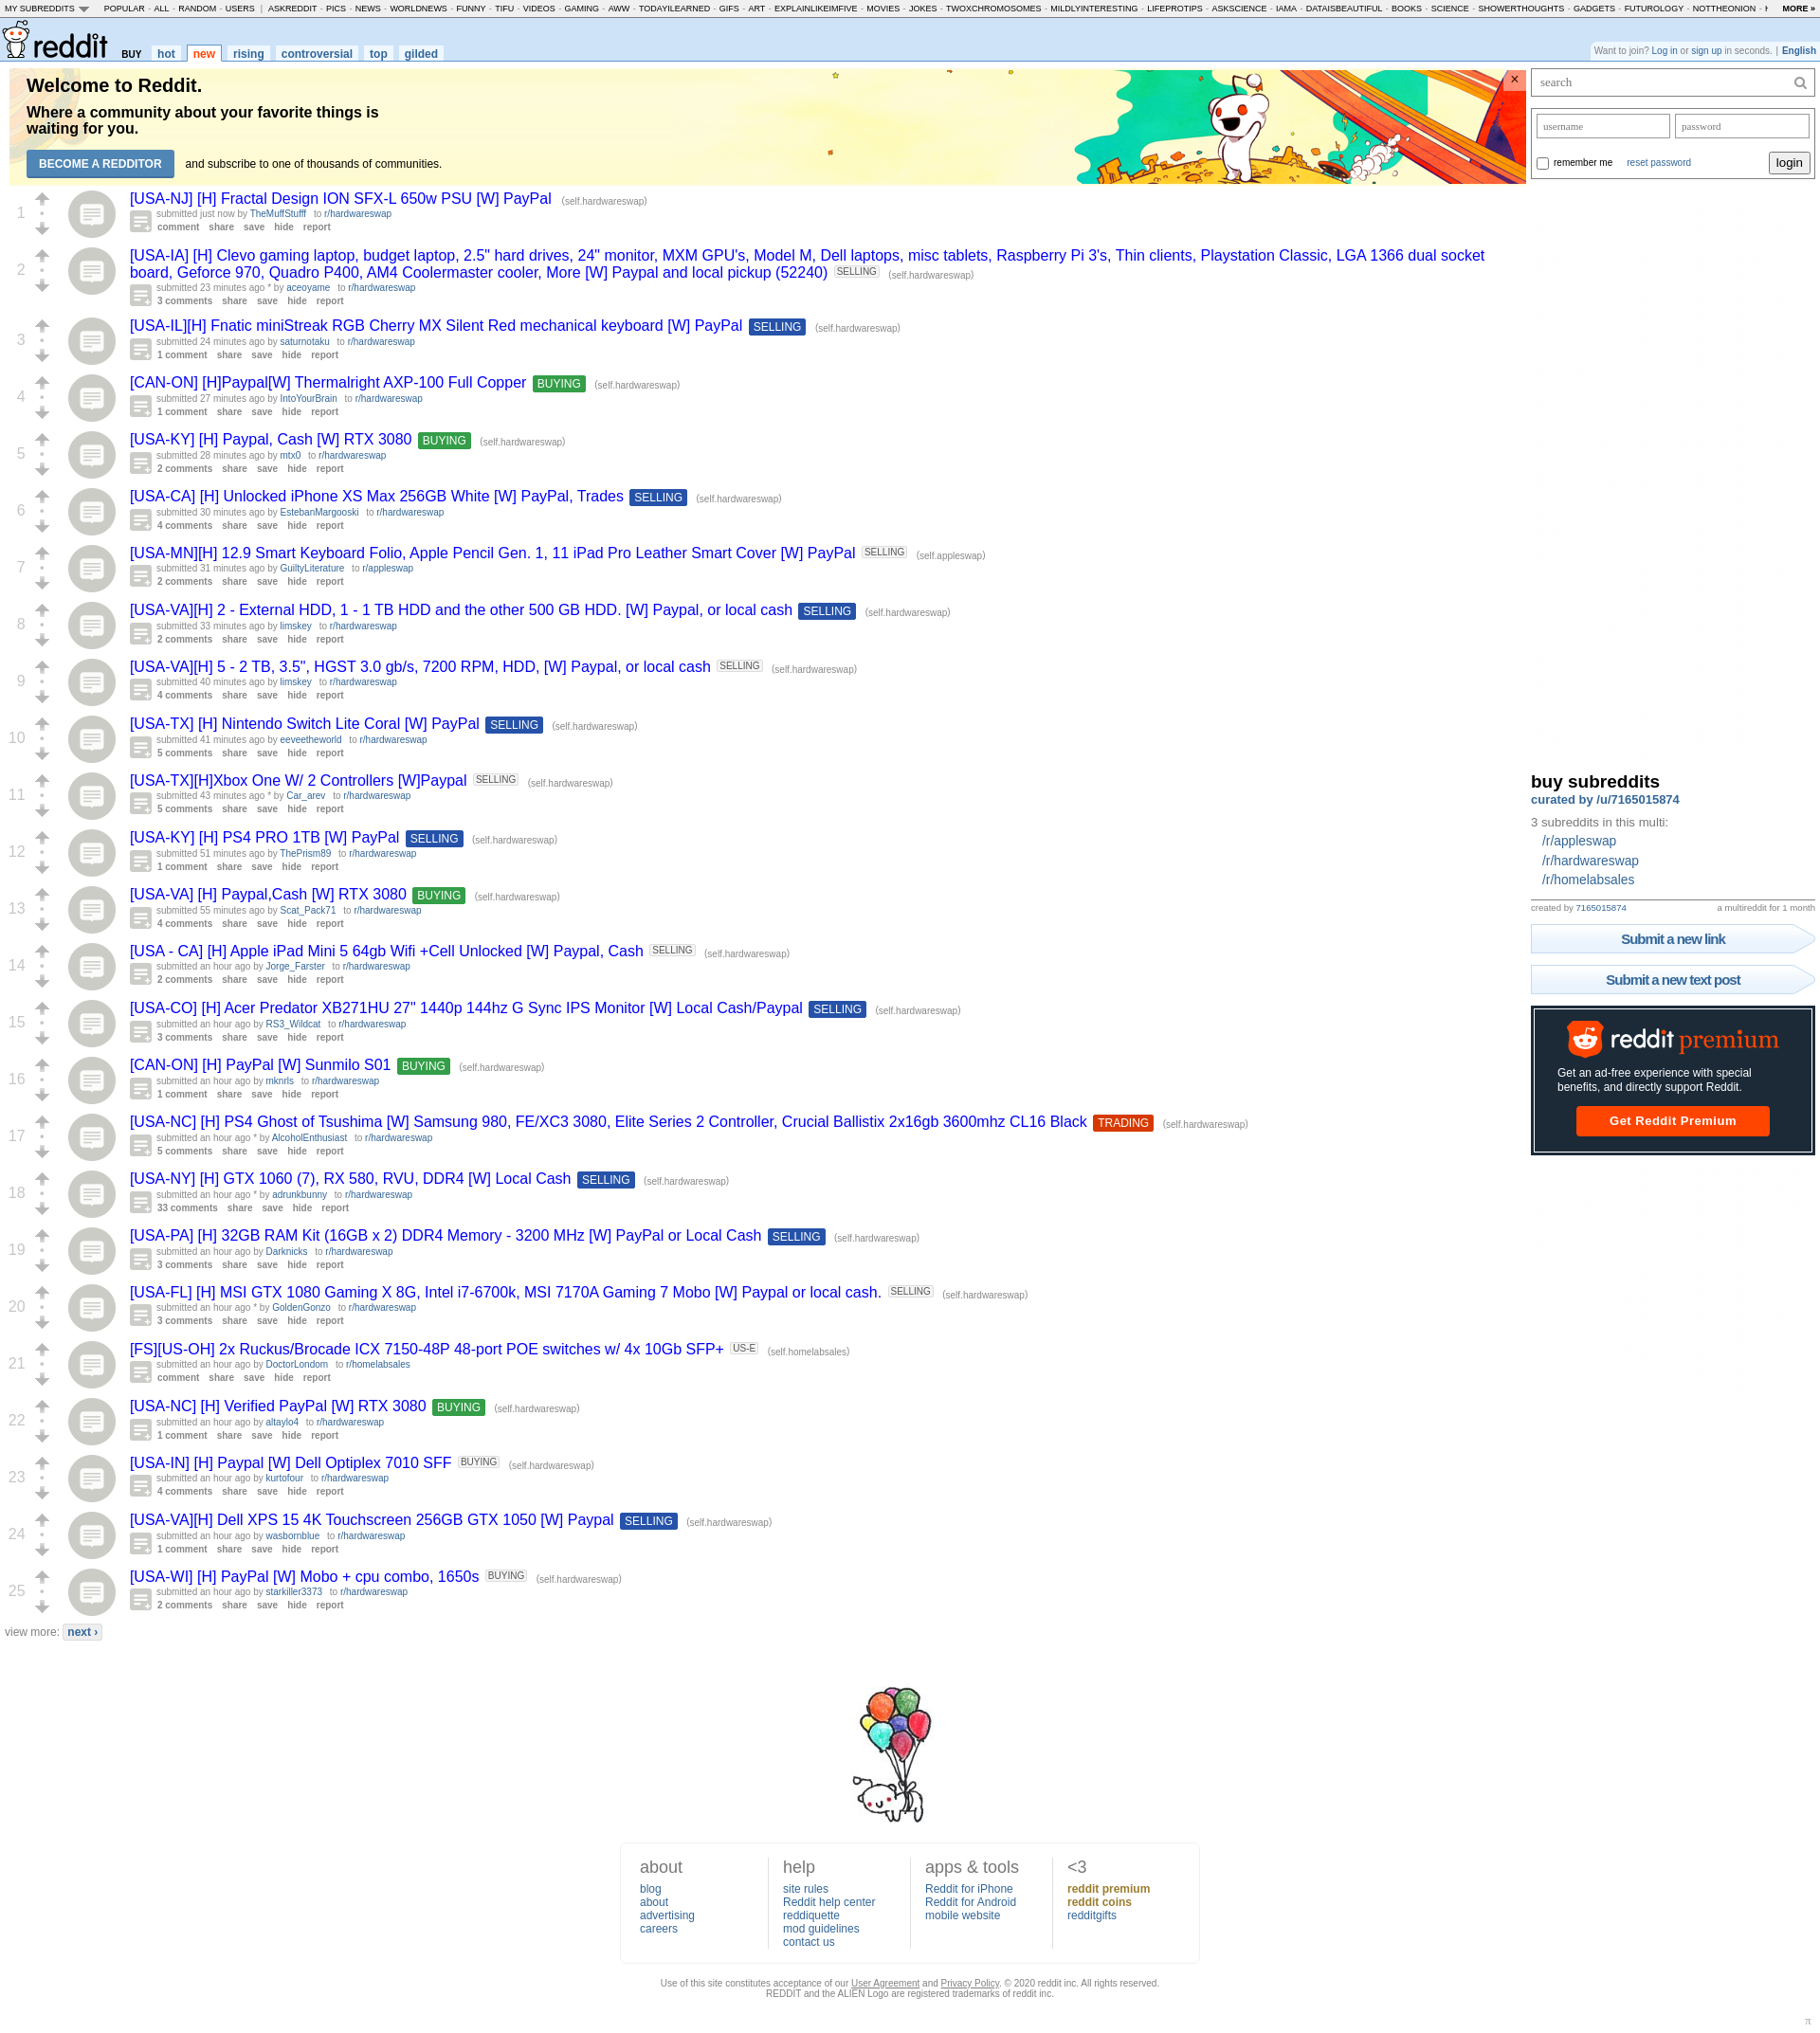 MY SUBREDDITS POPULAR - ALL - RANDOM - USERS | ASKREDDIT - PICS - NEWS - WORLDNEWS - FUNNY - TIFU - VIDEOS - GAMING - AWW - TODAYILEARNED - GIFS - ART - EXPLAINLIKEIMFIVE - MOVIES - JOKES - TWOXCHROMOSOMES - MILDLYINTERESTING - LIFEPROTIPS - ASKSCIENCE - IAMA - DATAISBEAUTIFUL - BOOKS - SCIENCE - SHOWERTHOUGHTS - GADGETS - FUTUROLOGY - NOTTHEONION - MORE »
reddit BUY hot new rising controversial top gilded
Want to join? Log in or sign up in seconds. | English
Welcome to Reddit.
Where a community about your favorite things is
waiting for you.
BECOME A REDDITOR and subscribe to one of thousands of communities.
×
search
username password
remember me reset password login
1
[USA-NJ] [H] Fractal Design ION SFX-L 650w PSU [W] PayPal (self.hardwareswap)
submitted just now by TheMuffStufff to r/hardwareswap
comment share save hide report
2
[USA-IA] [H] Clevo gaming laptop, budget laptop, 2.5" hard drives, 24" monitor, MXM GPU's, Model M, Dell laptops, misc tablets, Raspberry Pi 3's, Thin clients, Playstation Classic, LGA 1366 dual socket
board, Geforce 970, Quadro P400, AM4 Coolermaster cooler, More [W] Paypal and local pickup (52240) SELLING (self.hardwareswap)
submitted 23 minutes ago * by aceoyame to r/hardwareswap
3 comments share save hide report
3
[USA-IL][H] Fnatic miniStreak RGB Cherry MX Silent Red mechanical keyboard [W] PayPal SELLING (self.hardwareswap)
submitted 24 minutes ago by saturnotaku to r/hardwareswap
1 comment share save hide report
4
[CAN-ON] [H]Paypal[W] Thermalright AXP-100 Full Copper BUYING (self.hardwareswap)
submitted 27 minutes ago by IntoYourBrain to r/hardwareswap
1 comment share save hide report
5
[USA-KY] [H] Paypal, Cash [W] RTX 3080 BUYING (self.hardwareswap)
submitted 28 minutes ago by mtx0 to r/hardwareswap
2 comments share save hide report
6
[USA-CA] [H] Unlocked iPhone XS Max 256GB White [W] PayPal, Trades SELLING (self.hardwareswap)
submitted 30 minutes ago by EstebanMargooski to r/hardwareswap
4 comments share save hide report
7
[USA-MN][H] 12.9 Smart Keyboard Folio, Apple Pencil Gen. 1, 11 iPad Pro Leather Smart Cover [W] PayPal SELLING (self.appleswap)
submitted 31 minutes ago by GuiltyLiterature to r/appleswap
2 comments share save hide report
8
[USA-VA][H] 2 - External HDD, 1 - 1 TB HDD and the other 500 GB HDD. [W] Paypal, or local cash SELLING (self.hardwareswap)
submitted 33 minutes ago by limskey to r/hardwareswap
2 comments share save hide report
9
[USA-VA][H] 5 - 2 TB, 3.5", HGST 3.0 gb/s, 7200 RPM, HDD, [W] Paypal, or local cash SELLING (self.hardwareswap)
submitted 40 minutes ago by limskey to r/hardwareswap
4 comments share save hide report
10
[USA-TX] [H] Nintendo Switch Lite Coral [W] PayPal SELLING (self.hardwareswap)
submitted 41 minutes ago by eeveetheworld to r/hardwareswap
5 comments share save hide report
11
[USA-TX][H]Xbox One W/ 2 Controllers [W]Paypal SELLING (self.hardwareswap)
submitted 43 minutes ago * by Car_arev to r/hardwareswap
5 comments share save hide report
12
[USA-KY] [H] PS4 PRO 1TB [W] PayPal SELLING (self.hardwareswap)
submitted 51 minutes ago by ThePrism89 to r/hardwareswap
1 comment share save hide report
13
[USA-VA] [H] Paypal,Cash [W] RTX 3080 BUYING (self.hardwareswap)
submitted 55 minutes ago by Scat_Pack71 to r/hardwareswap
4 comments share save hide report
14
[USA - CA] [H] Apple iPad Mini 5 64gb Wifi +Cell Unlocked [W] Paypal, Cash SELLING (self.hardwareswap)
submitted an hour ago by Jorge_Farster to r/hardwareswap
2 comments share save hide report
15
[USA-CO] [H] Acer Predator XB271HU 27" 1440p 144hz G Sync IPS Monitor [W] Local Cash/Paypal SELLING (self.hardwareswap)
submitted an hour ago by RS3_Wildcat to r/hardwareswap
3 comments share save hide report
16
[CAN-ON] [H] PayPal [W] Sunmilo S01 BUYING (self.hardwareswap)
submitted an hour ago by mknrls to r/hardwareswap
1 comment share save hide report
17
[USA-NC] [H] PS4 Ghost of Tsushima [W] Samsung 980, FE/XC3 3080, Elite Series 2 Controller, Crucial Ballistix 2x16gb 3600mhz CL16 Black TRADING (self.hardwareswap)
submitted an hour ago * by AlcoholEnthusiast to r/hardwareswap
5 comments share save hide report
18
[USA-NY] [H] GTX 1060 (7), RX 580, RVU, DDR4 [W] Local Cash SELLING (self.hardwareswap)
submitted an hour ago * by adrunkbunny to r/hardwareswap
33 comments share save hide report
19
[USA-PA] [H] 32GB RAM Kit (16GB x 2) DDR4 Memory - 3200 MHz [W] PayPal or Local Cash SELLING (self.hardwareswap)
submitted an hour ago by Darknicks to r/hardwareswap
3 comments share save hide report
20
[USA-FL] [H] MSI GTX 1080 Gaming X 8G, Intel i7-6700k, MSI 7170A Gaming 7 Mobo [W] Paypal or local cash. SELLING (self.hardwareswap)
submitted an hour ago * by GoldenGonzo to r/hardwareswap
3 comments share save hide report
21
[FS][US-OH] 2x Ruckus/Brocade ICX 7150-48P 48-port POE switches w/ 4x 10Gb SFP+ US-E (self.homelabsales)
submitted an hour ago by DoctorLondom to r/homelabsales
comment share save hide report
22
[USA-NC] [H] Verified PayPal [W] RTX 3080 BUYING (self.hardwareswap)
submitted an hour ago by altaylo4 to r/hardwareswap
1 comment share save hide report
23
[USA-IN] [H] Paypal [W] Dell Optiplex 7010 SFF BUYING (self.hardwareswap)
submitted an hour ago by kurtofour to r/hardwareswap
4 comments share save hide report
24
[USA-VA][H] Dell XPS 15 4K Touchscreen 256GB GTX 1050 [W] Paypal SELLING (self.hardwareswap)
submitted an hour ago by wasbornblue to r/hardwareswap
1 comment share save hide report
25
[USA-WI] [H] PayPal [W] Mobo + cpu combo, 1650s BUYING (self.hardwareswap)
submitted an hour ago by starkiller3373 to r/hardwareswap
2 comments share save hide report
view more: next ›
buy subreddits
curated by /u/7165015874
3 subreddits in this multi:
/r/appleswap
/r/hardwareswap
/r/homelabsales
created by 7165015874 a multireddit for 1 month
Submit a new link
Submit a new text post
reddit premium
Get an ad-free experience with special
benefits, and directly support Reddit.
Get Reddit Premium
about
blog
about
advertising
careers
help
site rules
Reddit help center
reddiquette
mod guidelines
contact us
apps & tools
Reddit for iPhone
Reddit for Android
mobile website
<3
reddit premium
reddit coins
redditgifts
Use of this site constitutes acceptance of our User Agreement and Privacy Policy. © 2020 reddit inc. All rights reserved.
REDDIT and the ALIEN Logo are registered trademarks of reddit inc.
π